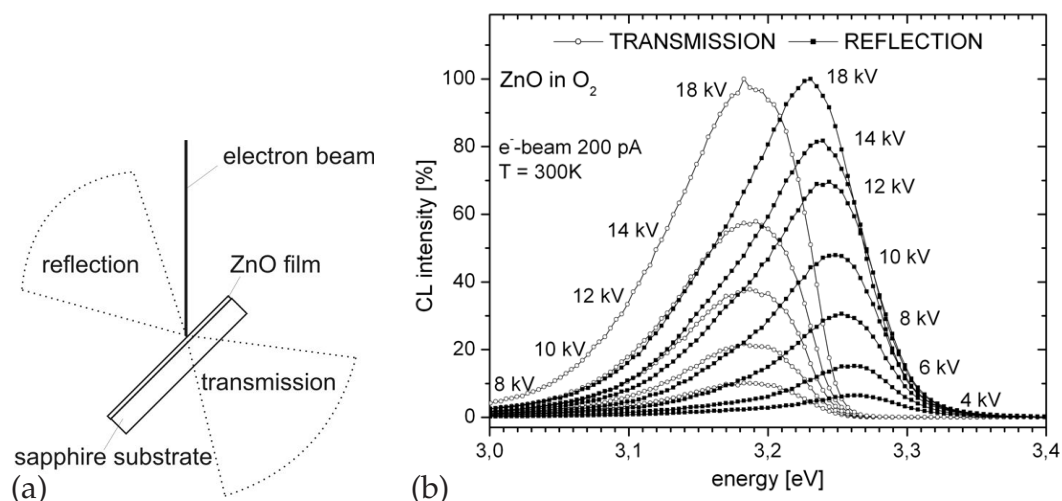 electron beam
reflection
ZnO film
transmission
sapphire substrate
(a)
TRANSMISSION REFLECTION
ZnO in O₂
e⁻-beam 200 pA
T = 300K
18 kV
14 kV
12 kV
10 kV
8 kV
18 kV
14 kV
12 kV
10 kV
8 kV
6 kV
4 kV
CL intensity [%]
100
80
60
40
20
0
3,0 3,1 3,2 3,3 3,4
energy [eV]
(b)